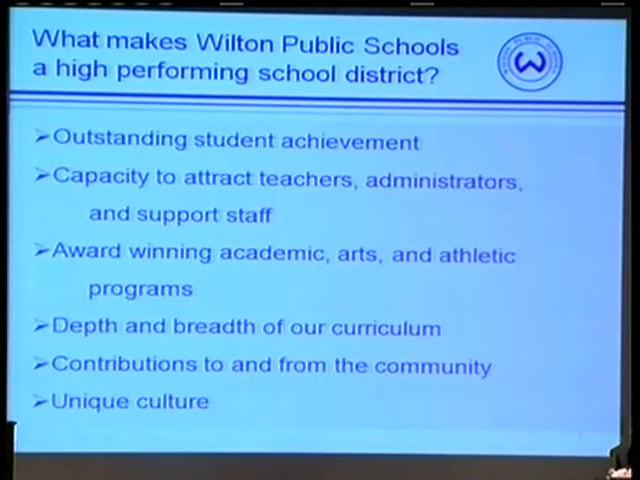 What makes Wilton Public Schools
a high performing school district?
W
➢Outstanding student achievement
➢Capacity to attract teachers, administrators,
and support staff
➢Award winning academic, arts, and athletic
programs
➢Depth and breadth of our curriculum
➢Contributions to and from the community
➢Unique culture